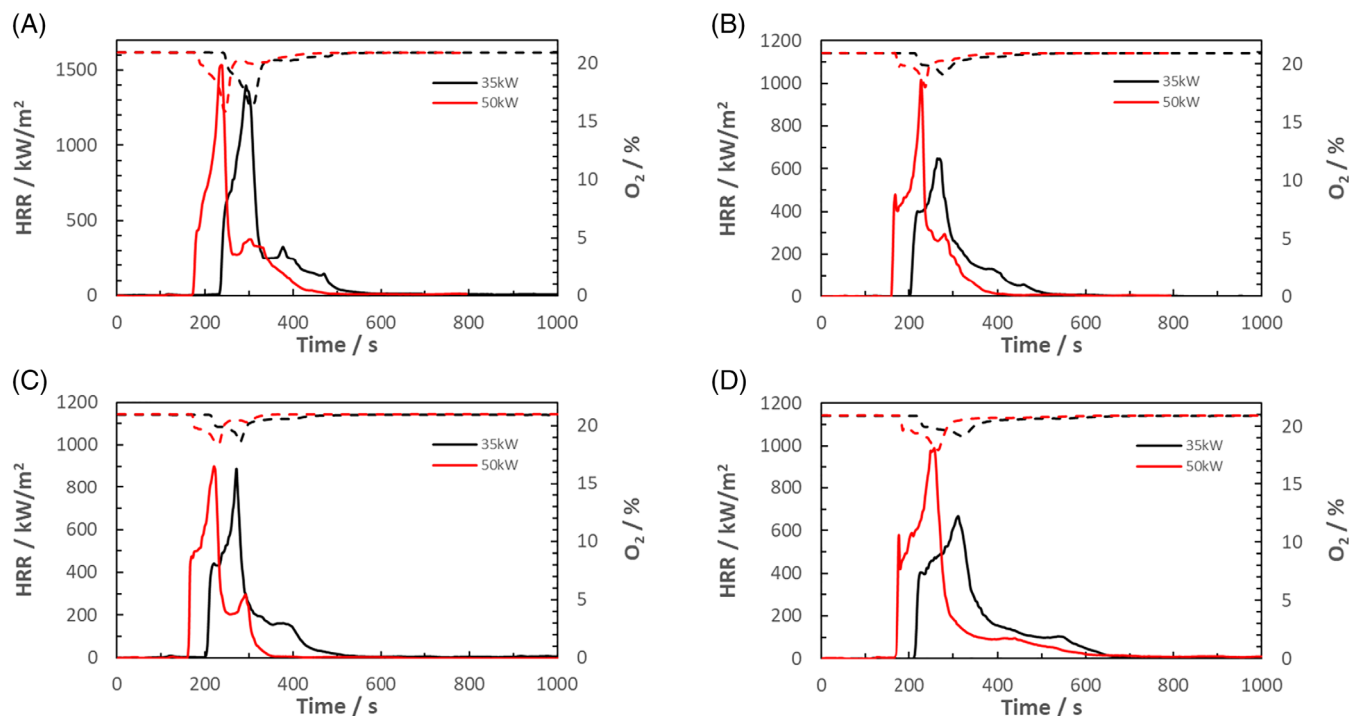 (A)
1500
1000
500
0
HRR / kW/m²
20
15
10
5
0
O₂ / %
35kW
50kW
0 200 400 600 800 1000
Time / s
(B)
1200
1000
800
600
400
200
0
HRR / kW/m²
20
15
10
5
0
O₂ / %
35kW
50kW
0 200 400 600 800 1000
Time / s
(C)
1200
1000
800
600
400
200
0
HRR / kW/m²
20
15
10
5
0
O₂ / %
35kW
50kW
0 200 400 600 800 1000
Time / s
(D)
1200
1000
800
600
400
200
0
HRR / kW/m²
20
15
10
5
0
O₂ / %
35kW
50kW
0 200 400 600 800 1000
Time / s